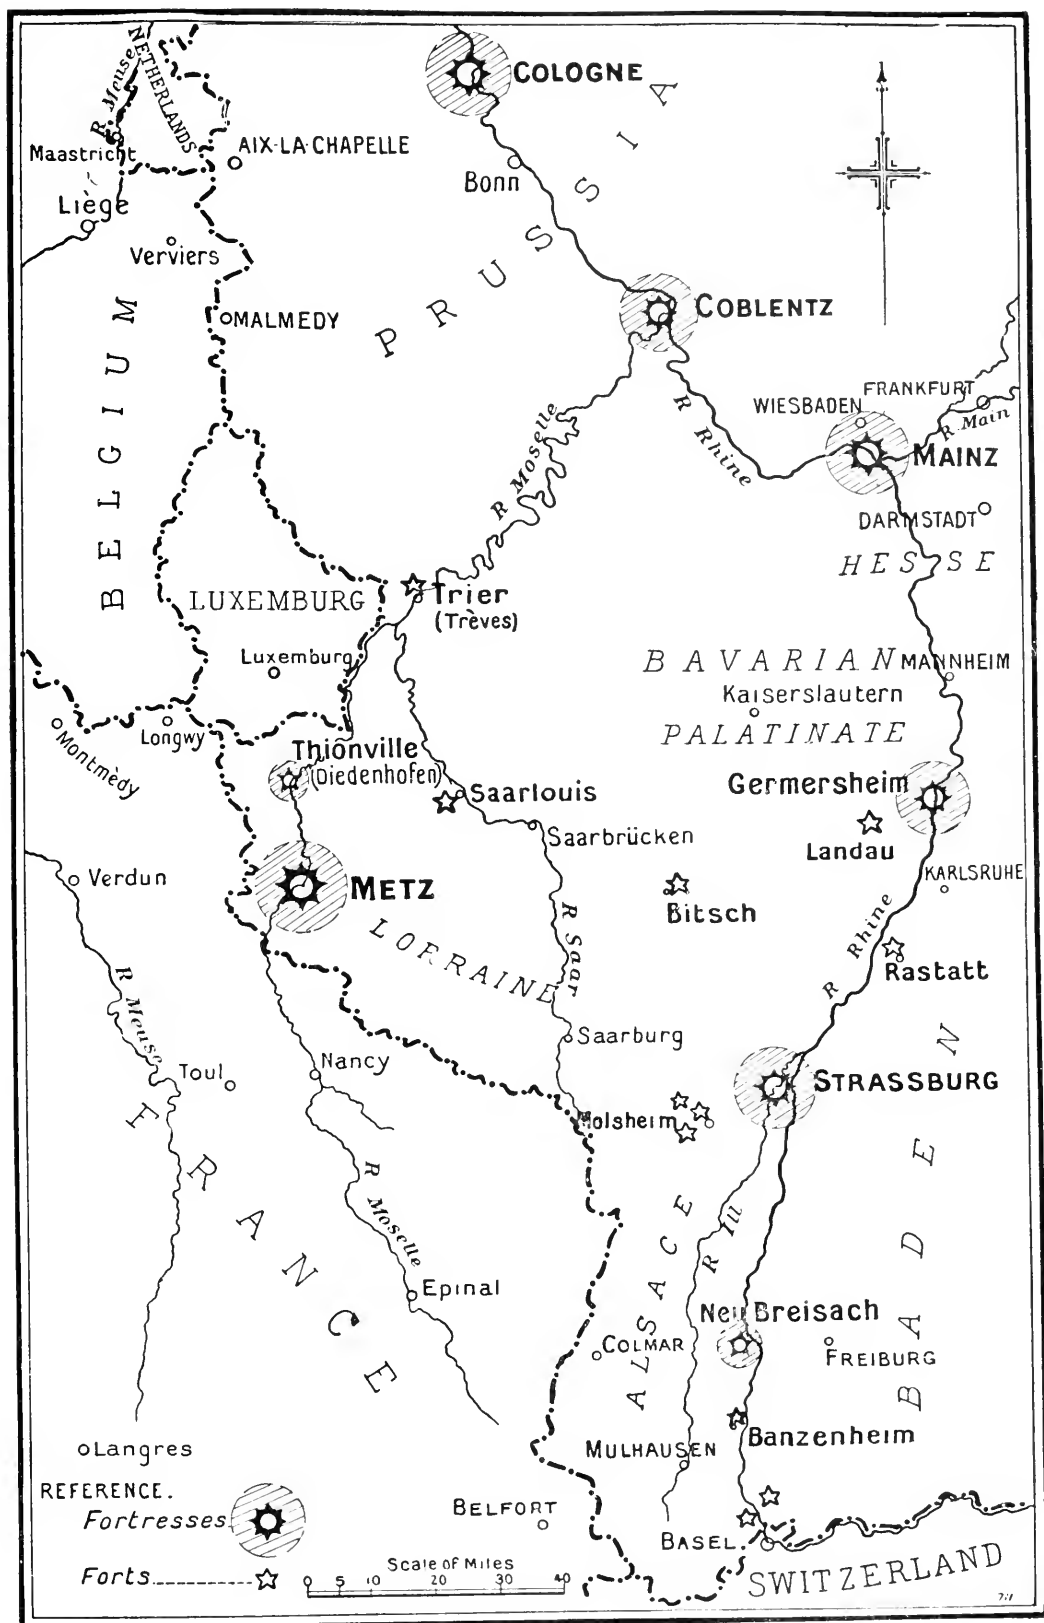 COLOGNE
R Meuse
NETHERLANDS
Maastricht
AIX-LA-CHAPELLE
Bonn
Liège
Verviers
PRUSSIA
MALMEDY
COBLENTZ
BELGIUM
R Rhine
WIESBADEN
FRANKFURT
R Main
MAINZ
R Moselle
DARMSTADT
HESSE
LUXEMBURG
Trier
(Trèves)
Luxemburg
BAVARIAN
MANNHEIM
Kaiserslautern
PALATINATE
Longwy
Montmèdy
Thionville
(Diedenhofen)
Germersheim
Saarlouis
Saarbrücken
Landau
Verdun
METZ
KARLSRUHE
Bitsch
LORRAINE
R Saar
R Rhine
Rastatt
R Meuse
Saarburg
Nancy
Toul
STRASSBURG
Molsheim
FRANCE
R Moselle
ALSACE
R Ill
BADEN
Epinal
Neu Breisach
COLMAR
FREIBURG
Banzenheim
Langres
MULHAUSEN
REFERENCE.
Fortresses
BELFORT
BASEL.
Forts
Scale of Miles
0 5 10 20 30 40
SWITZERLAND